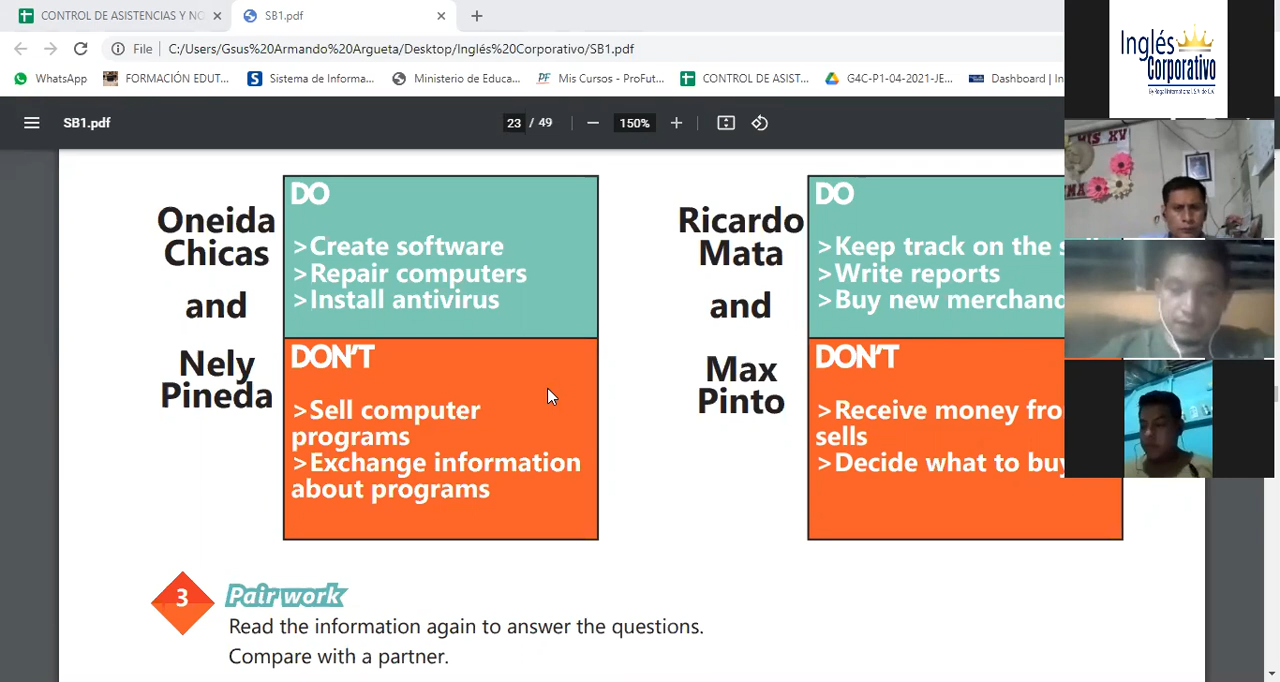 CONTROL DE ASISTENCIAS Y NO
SB1.pdf
File
C:/Users/Gsus%20Armando%20Argueta/Desktop/Inglés%20Corporativo/SB1.pdf
WhatsApp
FORMACIÓN EDUT...
Sistema de Informa...
Ministerio de Educa...
PF Mis Cursos - ProFut...
CONTROL DE ASIST...
G4C-P1-04-2021-JE...
Dashboard | In
SB1.pdf
23 / 49
150%
Inglés
Corporativo
MIS XV
Oneida
Chicas
and
Nely
Pineda
DO
>Create software
>Repair computers
>Install antivirus
DON'T
>Sell computer
programs
>Exchange information
about programs
Ricardo
Mata
and
Max
Pinto
DO
>Keep track on the s
>Write reports
>Buy new merchand
DON'T
>Receive money fro
sells
>Decide what to buy
3
Pair work
Read the information again to answer the questions.
Compare with a partner.